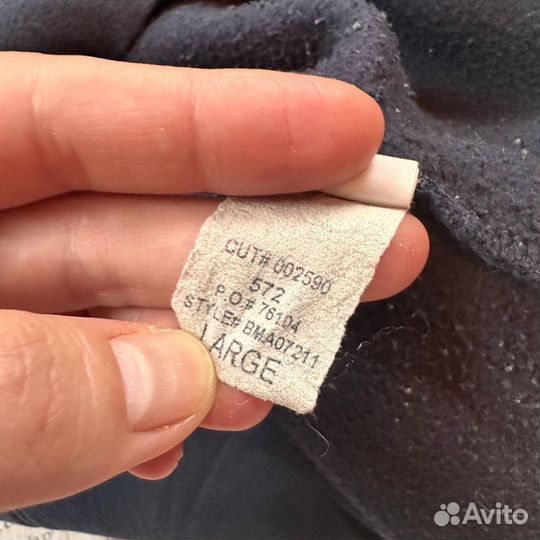 CUT# 002590
572
P.O# 76104
STYLE# BMA07211
LARGE
Avito